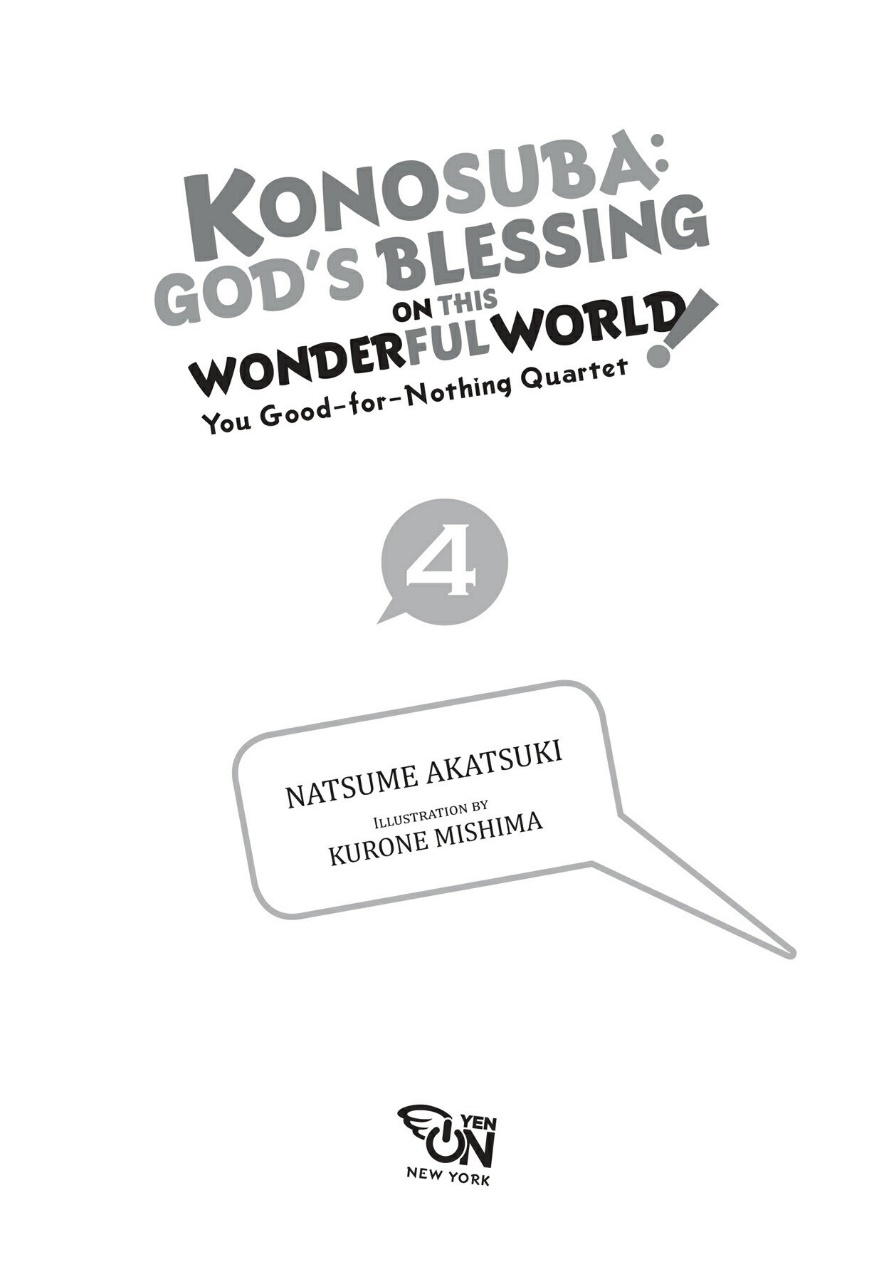 KONOSUBA:
GOD'S BLESSING
ON THIS
WONDERFUL WORLD!
You Good-for-Nothing Quartet
4
NATSUME AKATSUKI
ILLUSTRATION BY
KURONE MISHIMA
YEN
ON
NEW YORK